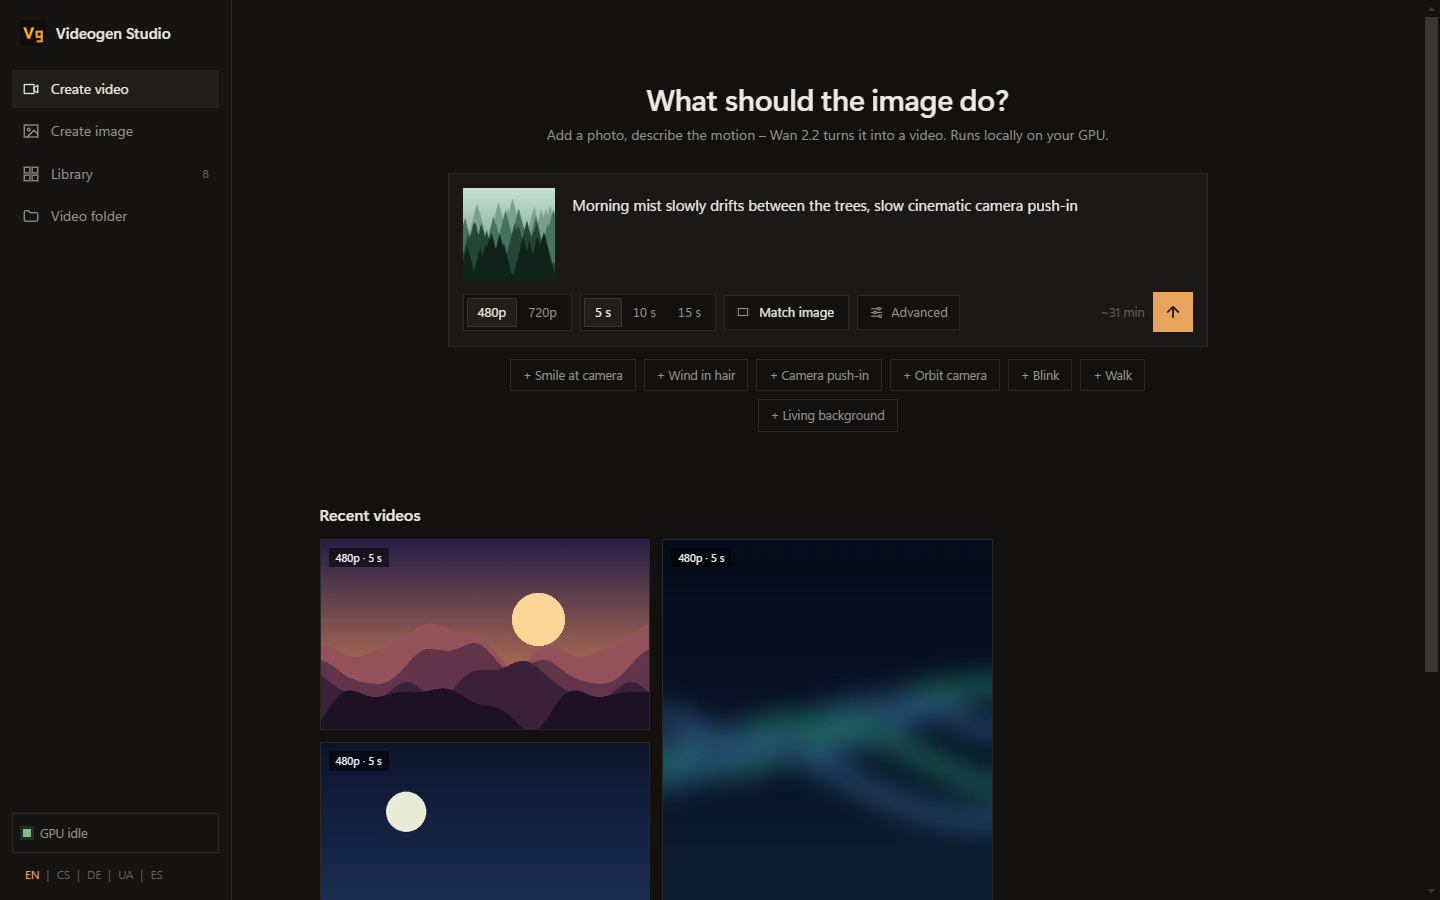 Vg Videogen Studio
Create video
Create image
Library 8
Video folder
GPU idle
EN | CS | DE | UA | ES
What should the image do?
Add a photo, describe the motion – Wan 2.2 turns it into a video. Runs locally on your GPU.
Morning mist slowly drifts between the trees, slow cinematic camera push-in
480p 720p 5 s 10 s 15 s Match image Advanced ~31 min
+ Smile at camera + Wind in hair + Camera push-in + Orbit camera + Blink + Walk
+ Living background
Recent videos
480p · 5 s
480p · 5 s
480p · 5 s